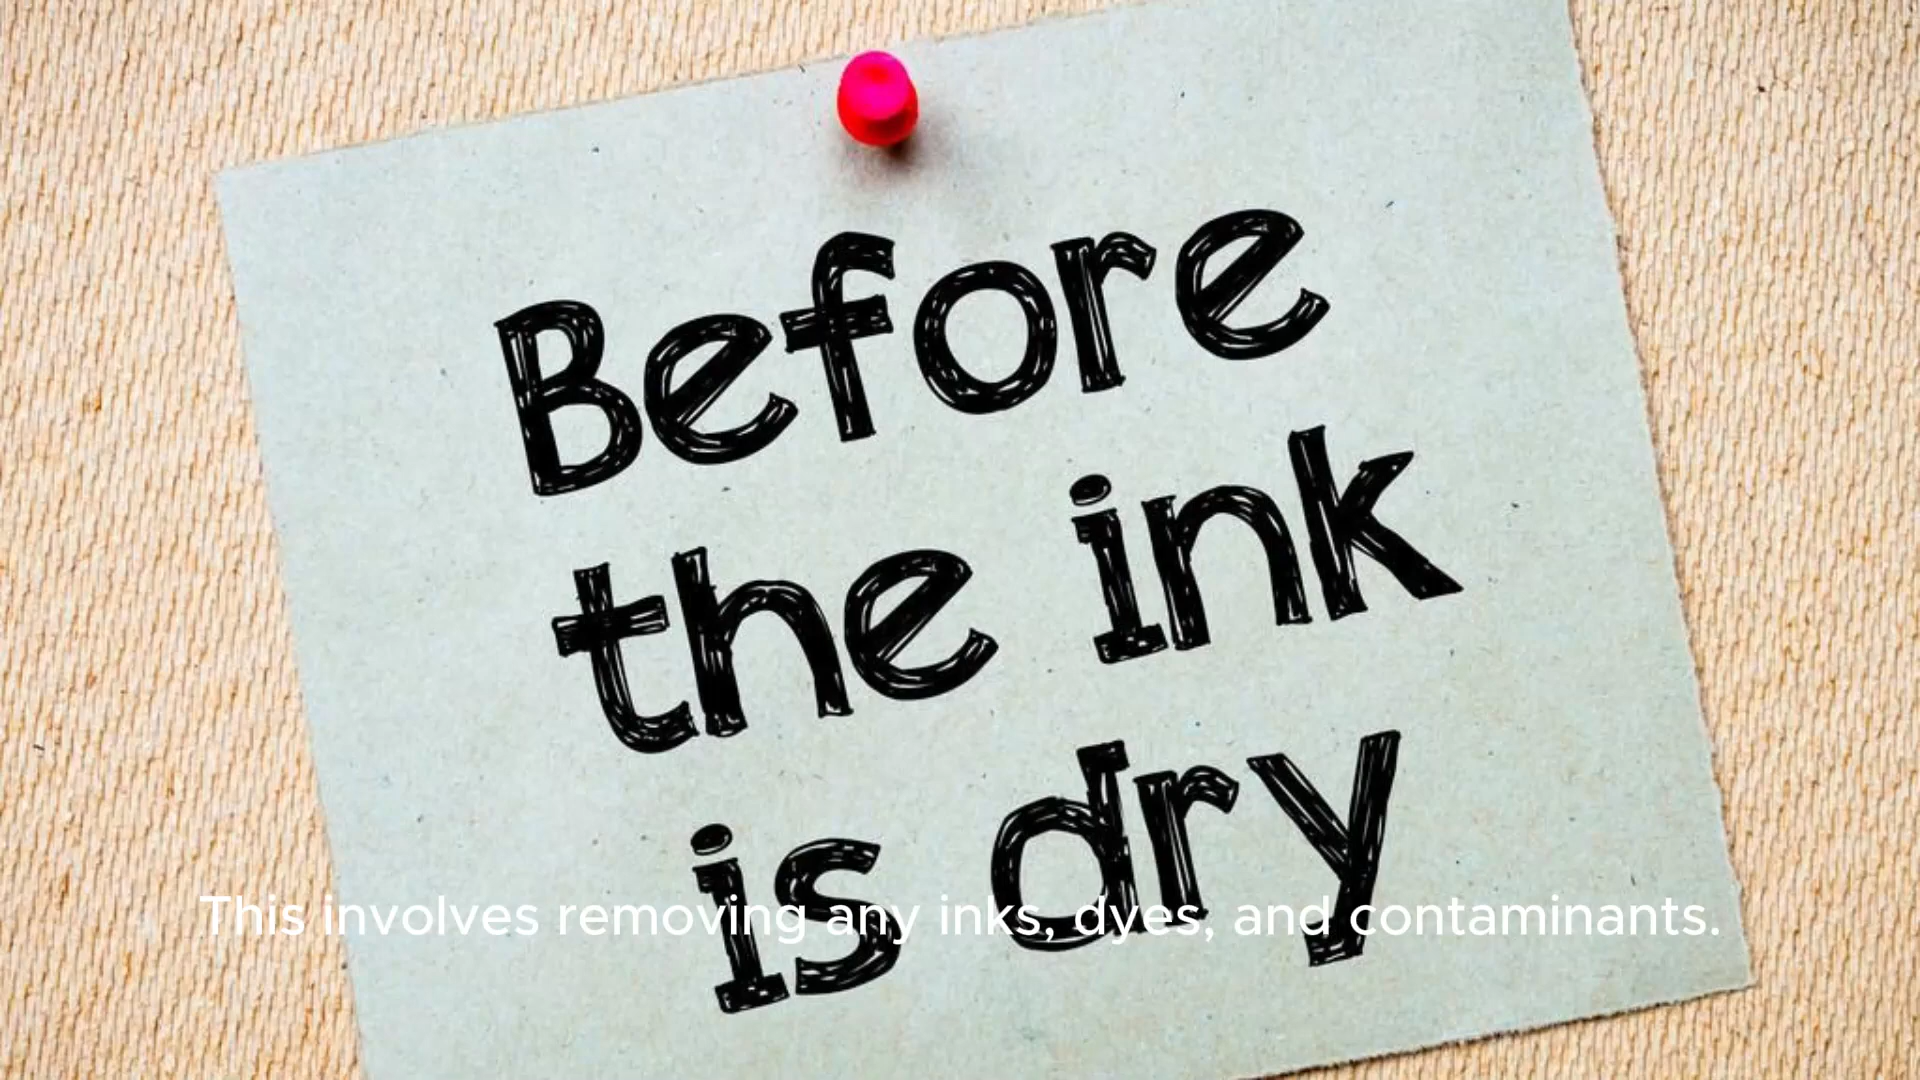 Before
the ink
is dry
This involves removing any inks, dyes, and contaminants.